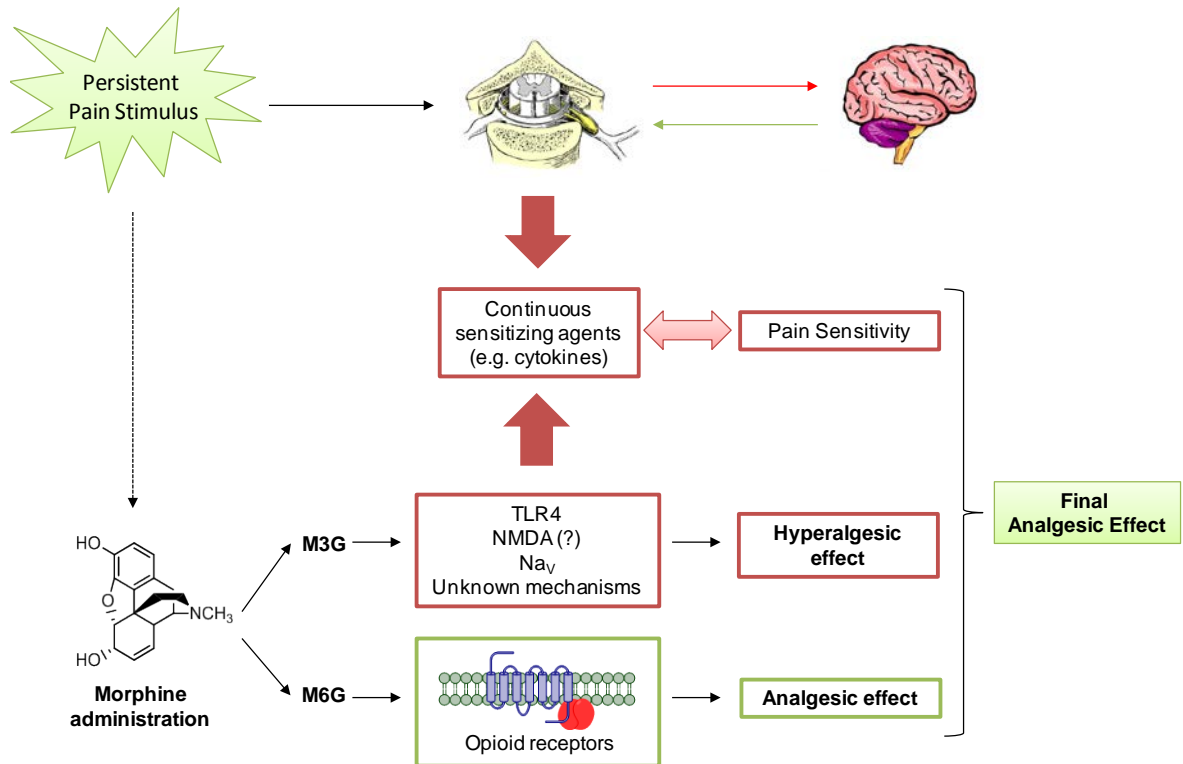 Persistent
Pain Stimulus
Continuous
sensitizing agents
(e.g. cytokines)
Pain Sensitivity
TLR4
NMDA (?)
Naᵥ
Unknown mechanisms
M3G
Hyperalgesic
effect
Final
Analgesic Effect
HO
O
N
CH₃
HO
Morphine
administration
M6G
Opioid receptors
Analgesic effect